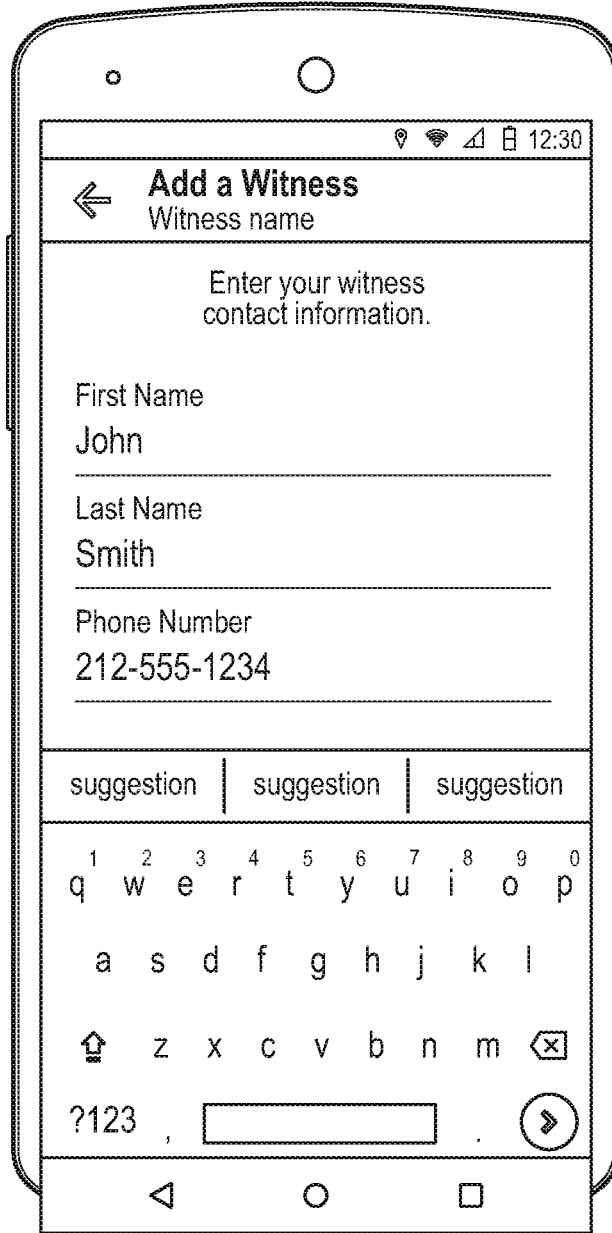 12:30
Add a Witness
Witness name
Enter your witness
contact information.
First Name
John
Last Name
Smith
Phone Number
212-555-1234
suggestion suggestion suggestion
1 2 3 4 5 6 7 8 9 0
q w e r t y u i o p
a s d f g h j k l
z x c v b n m
?123 , .